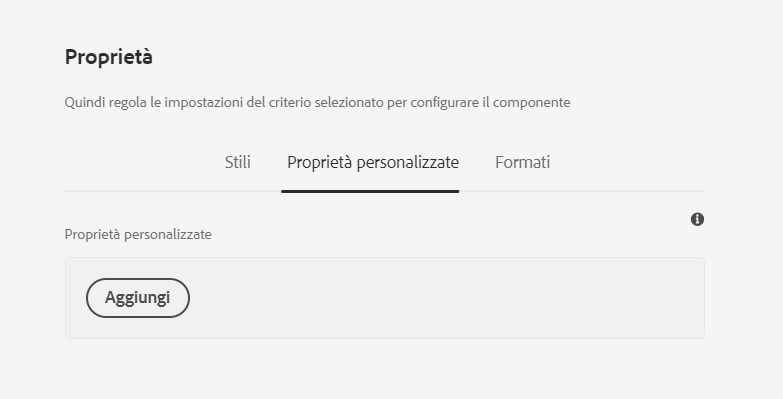 Proprietà
Quindi regola le impostazioni del criterio selezionato per configurare il componente
Stili Proprietà personalizzate Formati
Proprietà personalizzate
Aggiungi